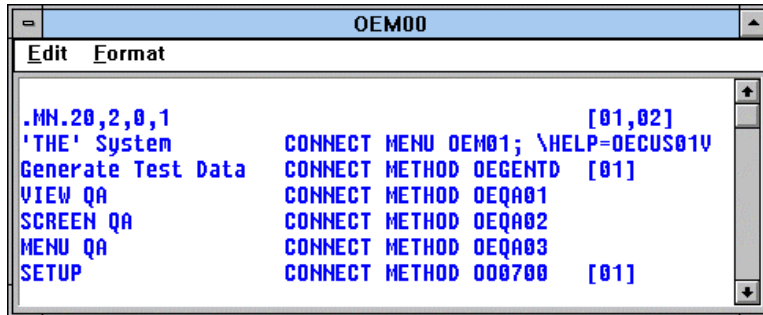 OEM00
Edit Format
.MN.20,2,0,1 [01,02]
'THE' System CONNECT MENU OEM01; \HELP=OECUS01V
Generate Test Data CONNECT METHOD OEGENTD [01]
VIEW QA CONNECT METHOD OEQA01
SCREEN QA CONNECT METHOD OEQA02
MENU QA CONNECT METHOD OEQA03
SETUP CONNECT METHOD OO0700 [01]